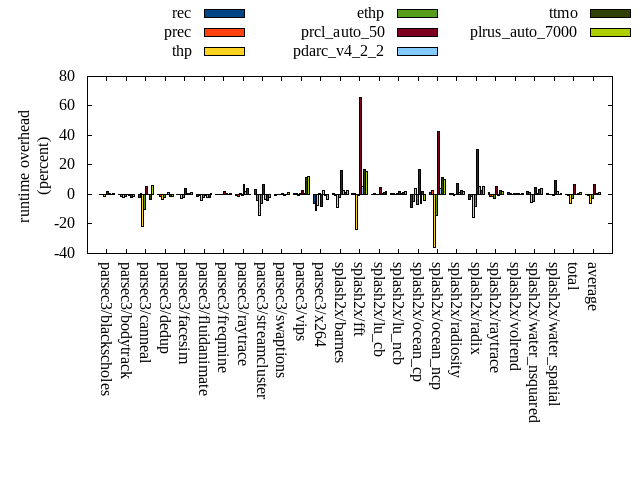 rec
prec
thp
ethp
prcl_auto_50
pdarc_v4_2_2
ttmo
plrus_auto_7000
runtime overhead
(percent)
80
60
40
20
0
-20
-40
parsec3/blackscholes
parsec3/bodytrack
parsec3/canneal
parsec3/dedup
parsec3/facesim
parsec3/fluidanimate
parsec3/freqmine
parsec3/raytrace
parsec3/streamcluster
parsec3/swaptions
parsec3/vips
parsec3/x264
splash2x/barnes
splash2x/fft
splash2x/lu_cb
splash2x/lu_ncb
splash2x/ocean_cp
splash2x/ocean_ncp
splash2x/radiosity
splash2x/radix
splash2x/raytrace
splash2x/volrend
splash2x/water_nsquared
splash2x/water_spatial
total
average